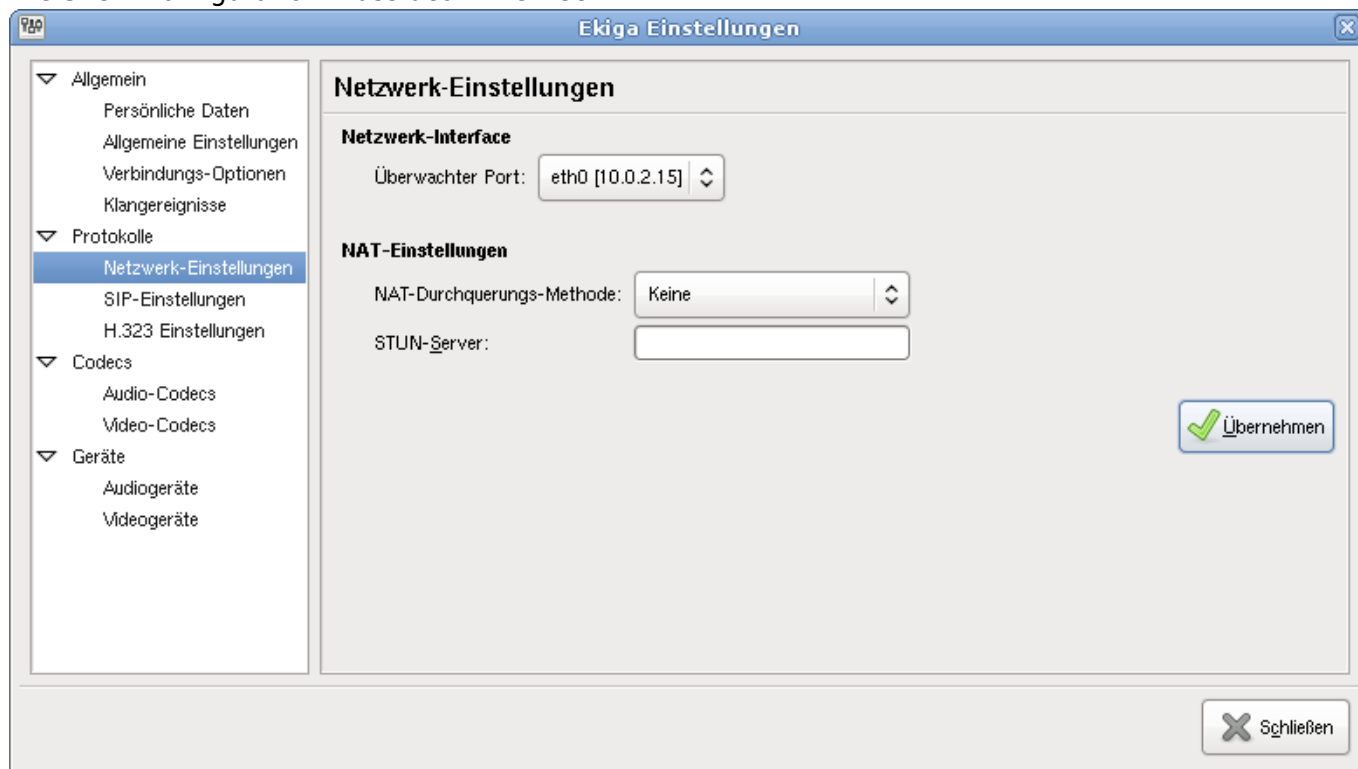 Ekiga Einstellungen
Allgemein
Persönliche Daten
Allgemeine Einstellungen
Verbindungs-Optionen
Klangereignisse
Protokolle
Netzwerk-Einstellungen
SIP-Einstellungen
H.323 Einstellungen
Codecs
Audio-Codecs
Video-Codecs
Geräte
Audiogeräte
Videogeräte
Netzwerk-Einstellungen
Netzwerk-Interface
Überwachter Port: eth0 [10.0.2.15]
NAT-Einstellungen
NAT-Durchquerungs-Methode: Keine
STUN-Server:
Übernehmen
Schließen